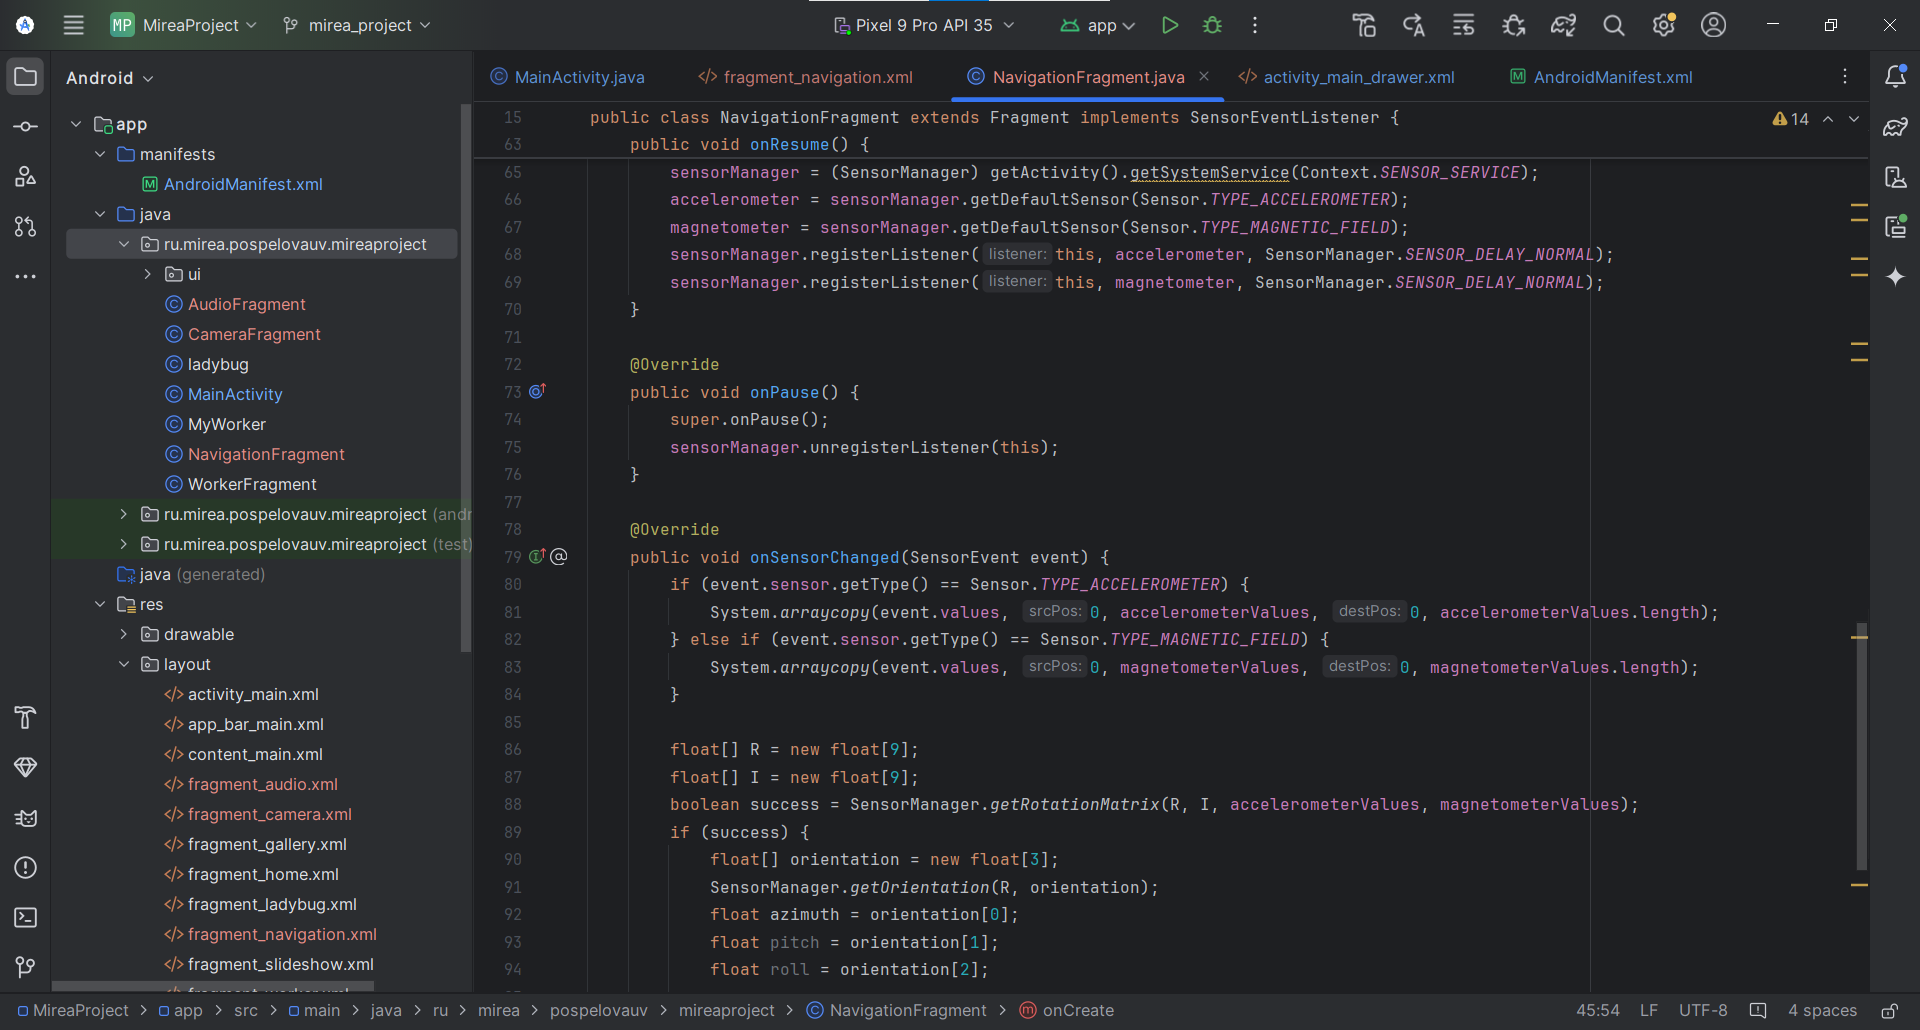 MP MireaProject mirea_project Pixel 9 Pro API 35 app
Android
app
manifests
AndroidManifest.xml
java
ru.mirea.pospelovauv.mireaproject
ui
AudioFragment
CameraFragment
ladybug
MainActivity
MyWorker
NavigationFragment
WorkerFragment
ru.mirea.pospelovauv.mireaproject (andr
ru.mirea.pospelovauv.mireaproject (test)
java (generated)
res
drawable
layout
activity_main.xml
app_bar_main.xml
content_main.xml
fragment_audio.xml
fragment_camera.xml
fragment_gallery.xml
fragment_home.xml
fragment_ladybug.xml
fragment_navigation.xml
fragment_slideshow.xml
MainActivity.java fragment_navigation.xml NavigationFragment.java activity_main_drawer.xml AndroidManifest.xml
14
15 public class NavigationFragment extends Fragment implements SensorEventListener {
63 public void onResume() {
65 sensorManager = (SensorManager) getActivity().getSystemService(Context.SENSOR_SERVICE);
66 accelerometer = sensorManager.getDefaultSensor(Sensor.TYPE_ACCELEROMETER);
67 magnetometer = sensorManager.getDefaultSensor(Sensor.TYPE_MAGNETIC_FIELD);
68 sensorManager.registerListener( listener: this, accelerometer, SensorManager.SENSOR_DELAY_NORMAL);
69 sensorManager.registerListener( listener: this, magnetometer, SensorManager.SENSOR_DELAY_NORMAL);
70 }
71
72 @Override
73 public void onPause() {
74 super.onPause();
75 sensorManager.unregisterListener(this);
76 }
77
78 @Override
79 public void onSensorChanged(SensorEvent event) {
80 if (event.sensor.getType() == Sensor.TYPE_ACCELEROMETER) {
81 System.arraycopy(event.values, srcPos: 0, accelerometerValues, destPos: 0, accelerometerValues.length);
82 } else if (event.sensor.getType() == Sensor.TYPE_MAGNETIC_FIELD) {
83 System.arraycopy(event.values, srcPos: 0, magnetometerValues, destPos: 0, magnetometerValues.length);
84 }
85
86 float[] R = new float[9];
87 float[] I = new float[9];
88 boolean success = SensorManager.getRotationMatrix(R, I, accelerometerValues, magnetometerValues);
89 if (success) {
90 float[] orientation = new float[3];
91 SensorManager.getOrientation(R, orientation);
92 float azimuth = orientation[0];
93 float pitch = orientation[1];
94 float roll = orientation[2];
MireaProject > app > src > main > java > ru > mirea > pospelovauv > mireaproject > NavigationFragment > onCreate 45:54 LF UTF-8 4 spaces